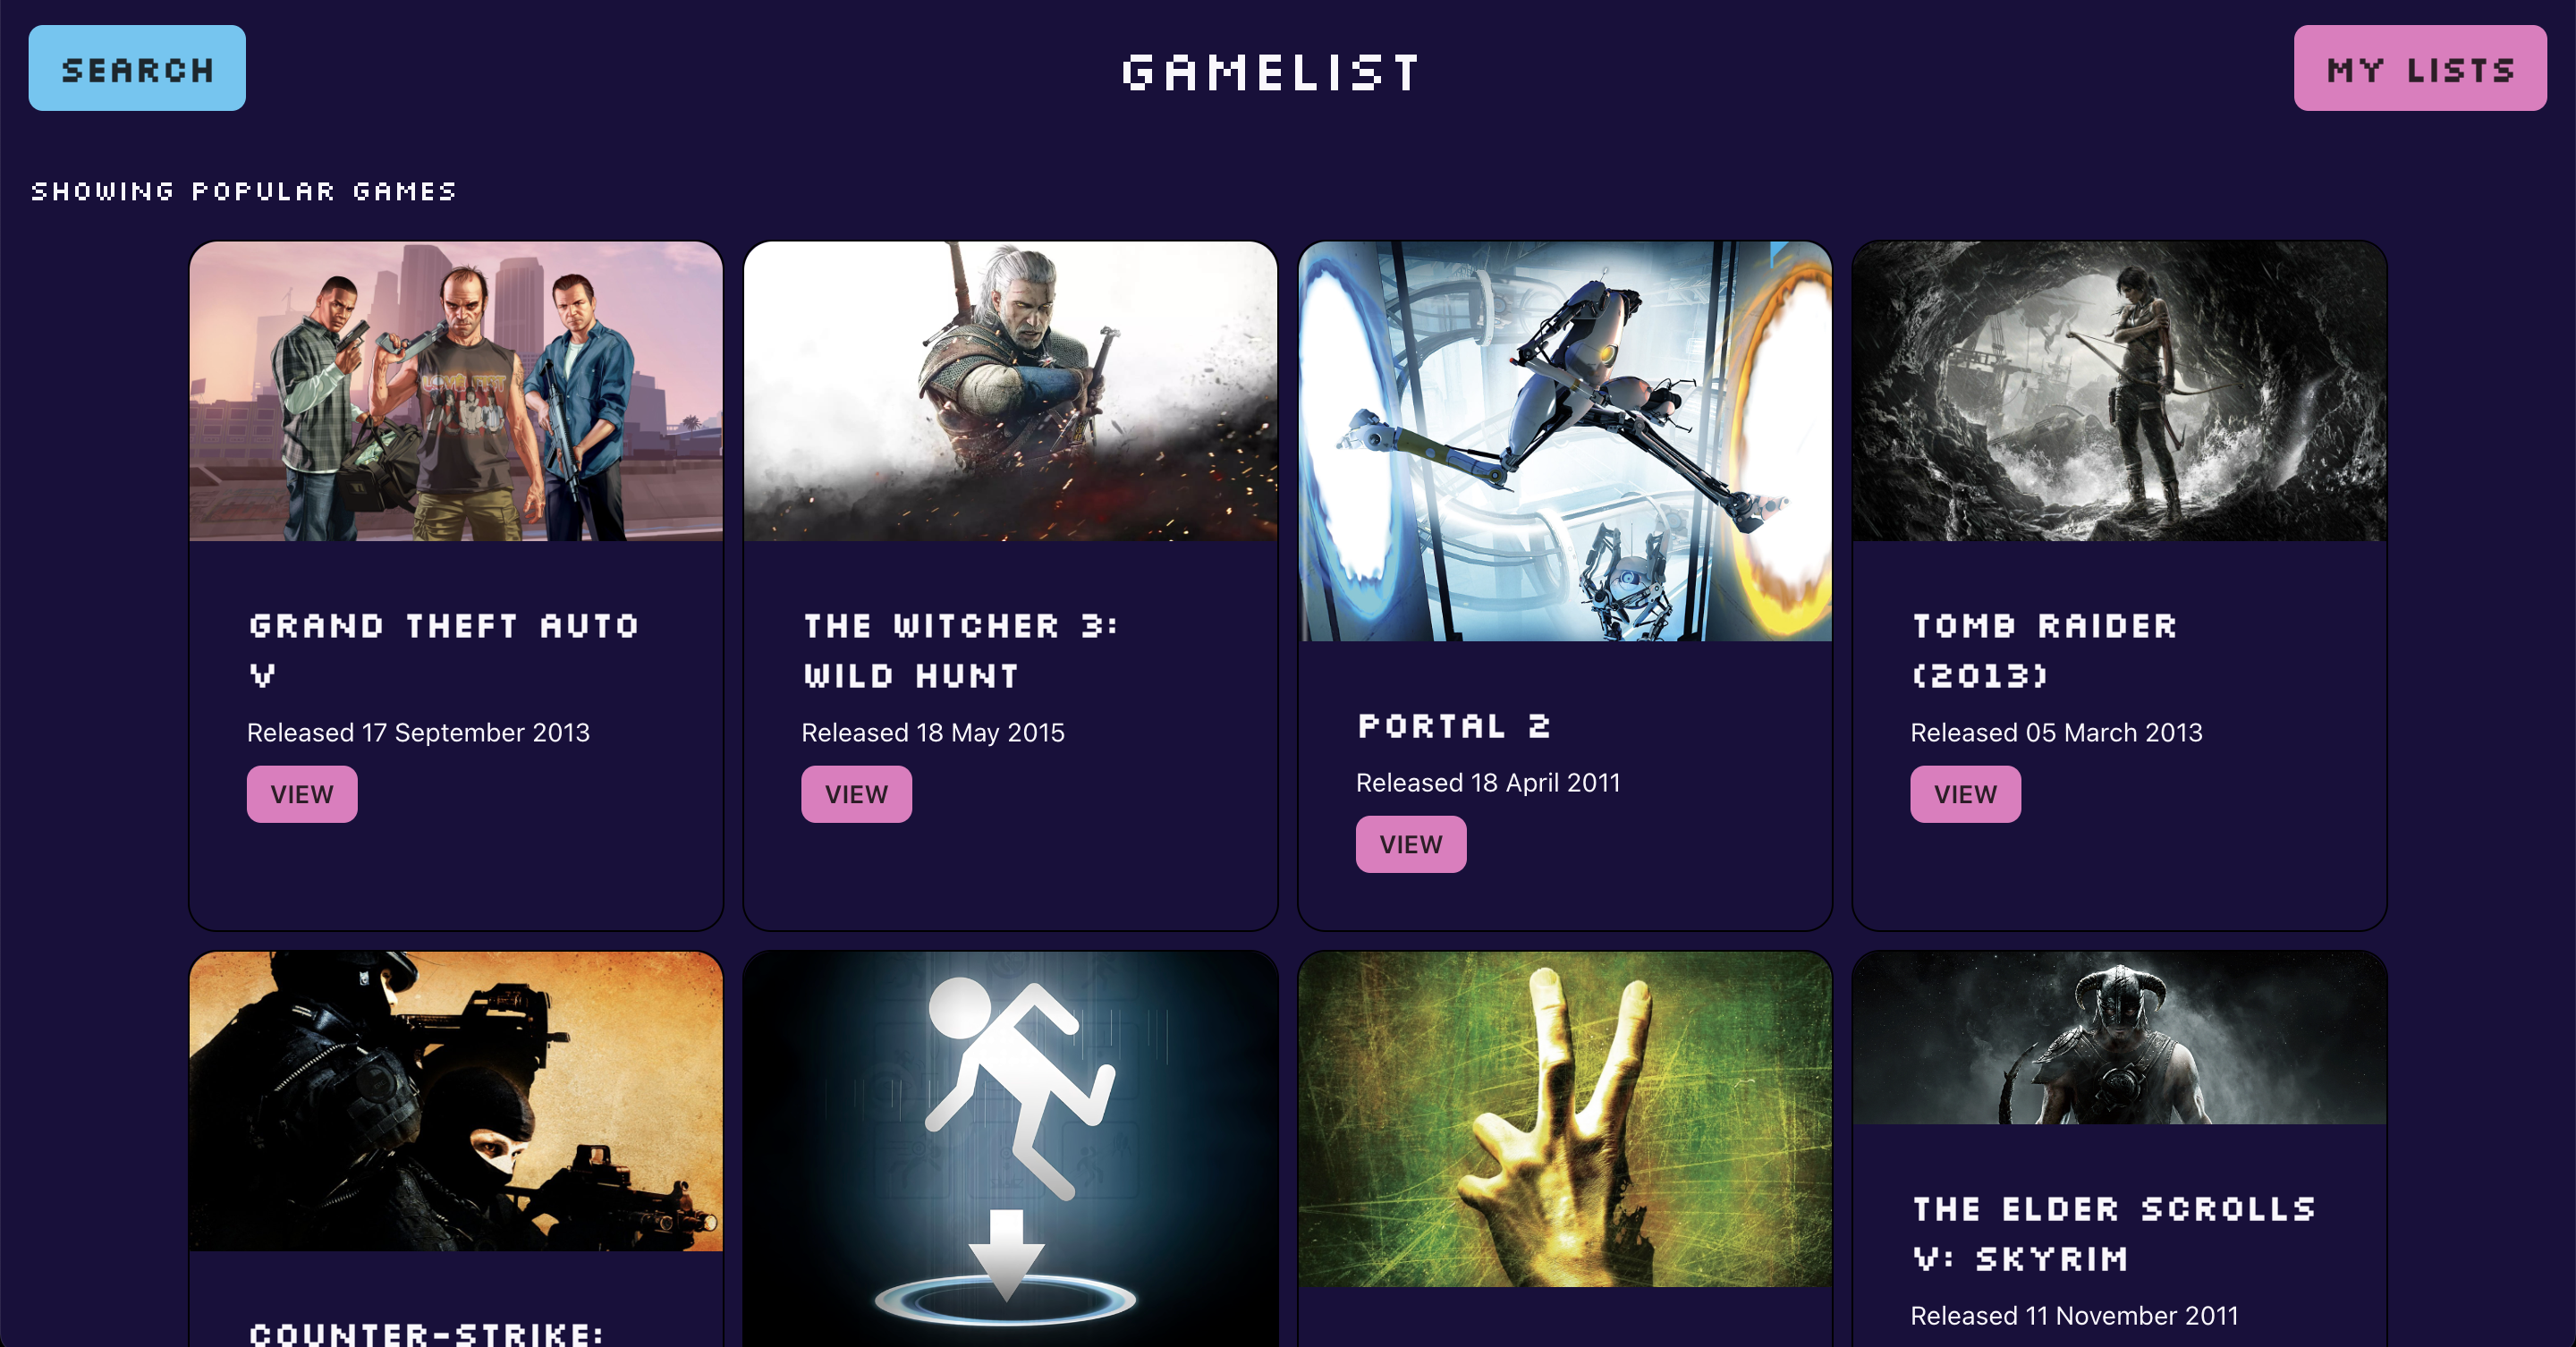 SEARCH
GAMELIST
MY LISTS
SHOWING POPULAR GAMES
GRAND THEFT AUTO
V
Released 17 September 2013
VIEW
THE WITCHER 3:
WILD HUNT
Released 18 May 2015
VIEW
PORTAL 2
Released 18 April 2011
VIEW
TOMB RAIDER
(2013)
Released 05 March 2013
VIEW
COUNTER-STRIKE:
THE ELDER SCROLLS
V: SKYRIM
Released 11 November 2011